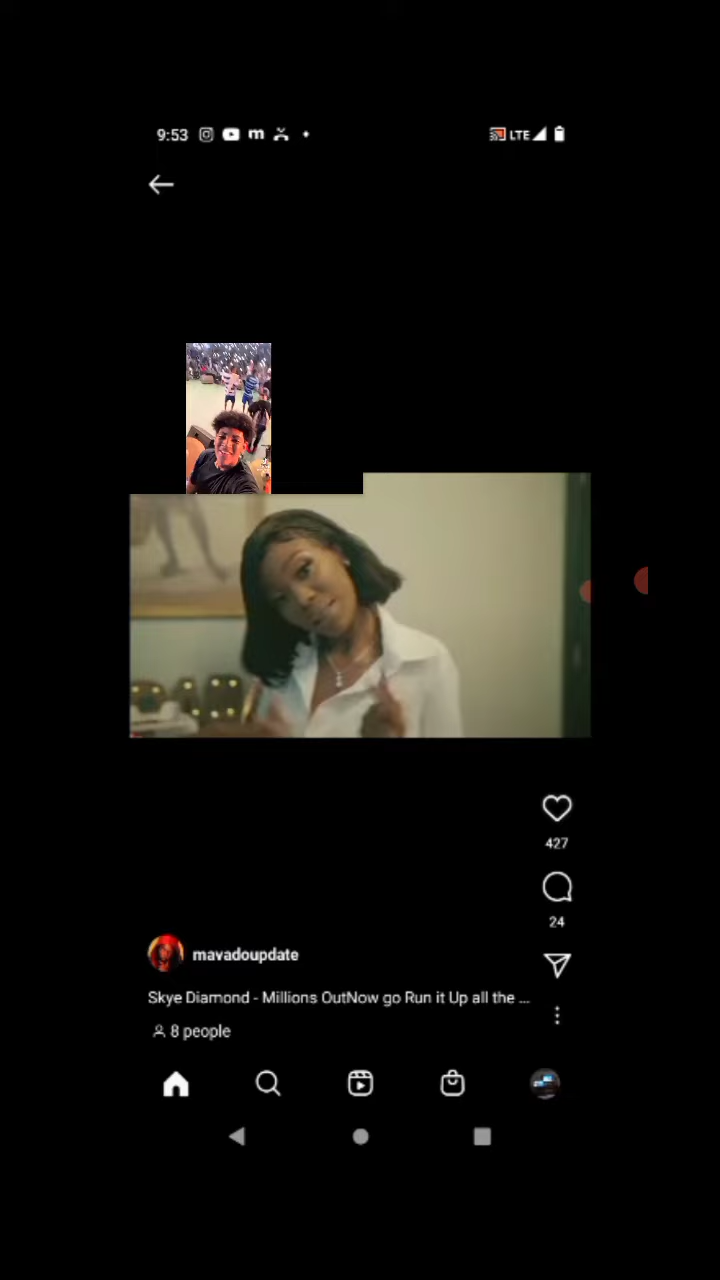 9:53 m LTE
427
24
mavadoupdate
Skye Diamond - Millions OutNow go Run it Up all the ...
8 people